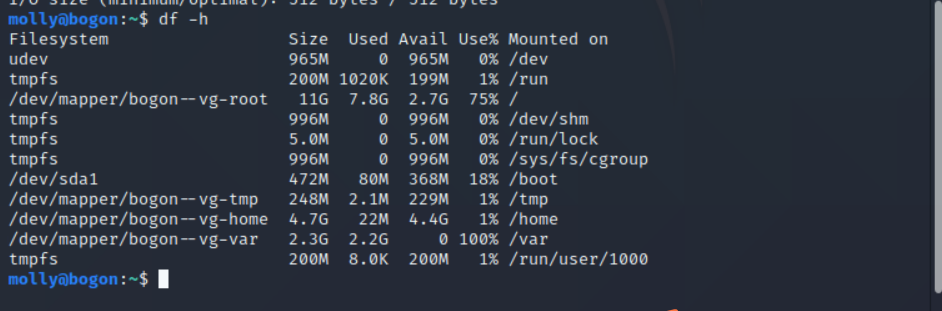 I/O size (minimum/optimal): 512 bytes / 512 bytes
molly@bogon:~$ df -h
Filesystem                   Size  Used Avail Use% Mounted on
udev                         965M     0  965M   0% /dev
tmpfs                        200M 1020K  199M   1% /run
/dev/mapper/bogon--vg-root    11G  7.8G  2.7G  75% /
tmpfs                        996M     0  996M   0% /dev/shm
tmpfs                        5.0M     0  5.0M   0% /run/lock
tmpfs                        996M     0  996M   0% /sys/fs/cgroup
/dev/sda1                    472M   80M  368M  18% /boot
/dev/mapper/bogon--vg-tmp    248M  2.1M  229M   1% /tmp
/dev/mapper/bogon--vg-home   4.7G   22M  4.4G   1% /home
/dev/mapper/bogon--vg-var    2.3G  2.2G     0 100% /var
tmpfs                        200M  8.0K  200M   1% /run/user/1000
molly@bogon:~$